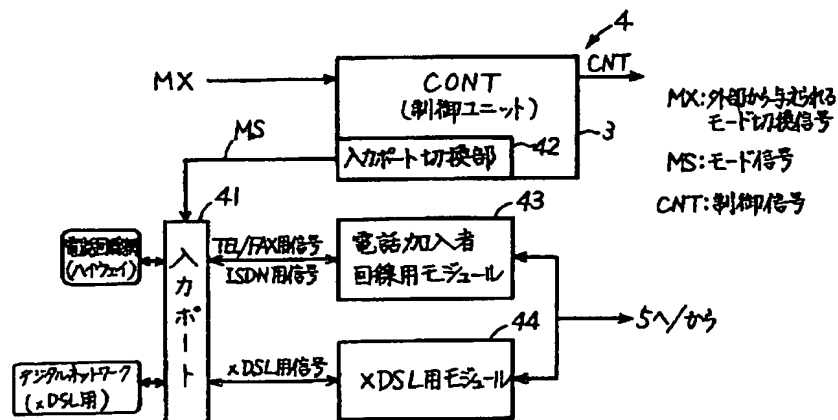 4
MX
CONT
(制御ユニット)
CNT
3
入力ポート切換部
42
MS
MX:外部から与えられる
モード切換信号
MS:モード信号
CNT:制御信号
41
入力ポート
電話回線網
(ハイウェイ)
TEL/FAX用信号
ISDN用信号
43
電話加入者
回線用モジュール
5へ/から
44
デジタルネットワーク
(xDSL用)
xDSL用信号
xDSL用モジュール